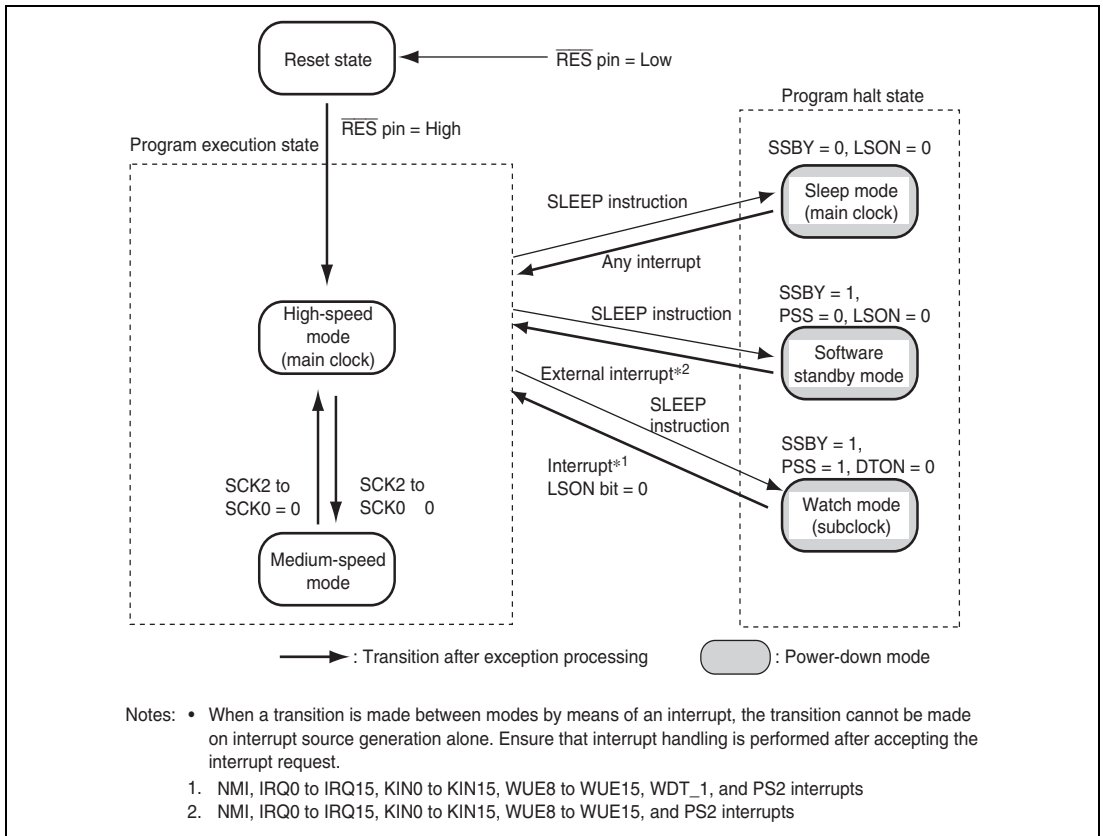 Reset state
RES pin = Low
Program halt state
RES pin = High
Program execution state
SSBY = 0, LSON = 0
Sleep mode
(main clock)
SLEEP instruction
Any interrupt
SSBY = 1,
PSS = 0, LSON = 0
High-speed
mode
(main clock)
SLEEP instruction
Software
standby mode
External interrupt*2
SLEEP
instruction
SSBY = 1,
PSS = 1, DTON = 0
Interrupt*1
LSON bit = 0
SCK2 to
SCK0 = 0
SCK2 to
SCK0 0
Watch mode
(subclock)
Medium-speed
mode
: Transition after exception processing
: Power-down mode
Notes: • When a transition is made between modes by means of an interrupt, the transition cannot be made
on interrupt source generation alone. Ensure that interrupt handling is performed after accepting the
interrupt request.
1. NMI, IRQ0 to IRQ15, KIN0 to KIN15, WUE8 to WUE15, WDT_1, and PS2 interrupts
2. NMI, IRQ0 to IRQ15, KIN0 to KIN15, WUE8 to WUE15, and PS2 interrupts